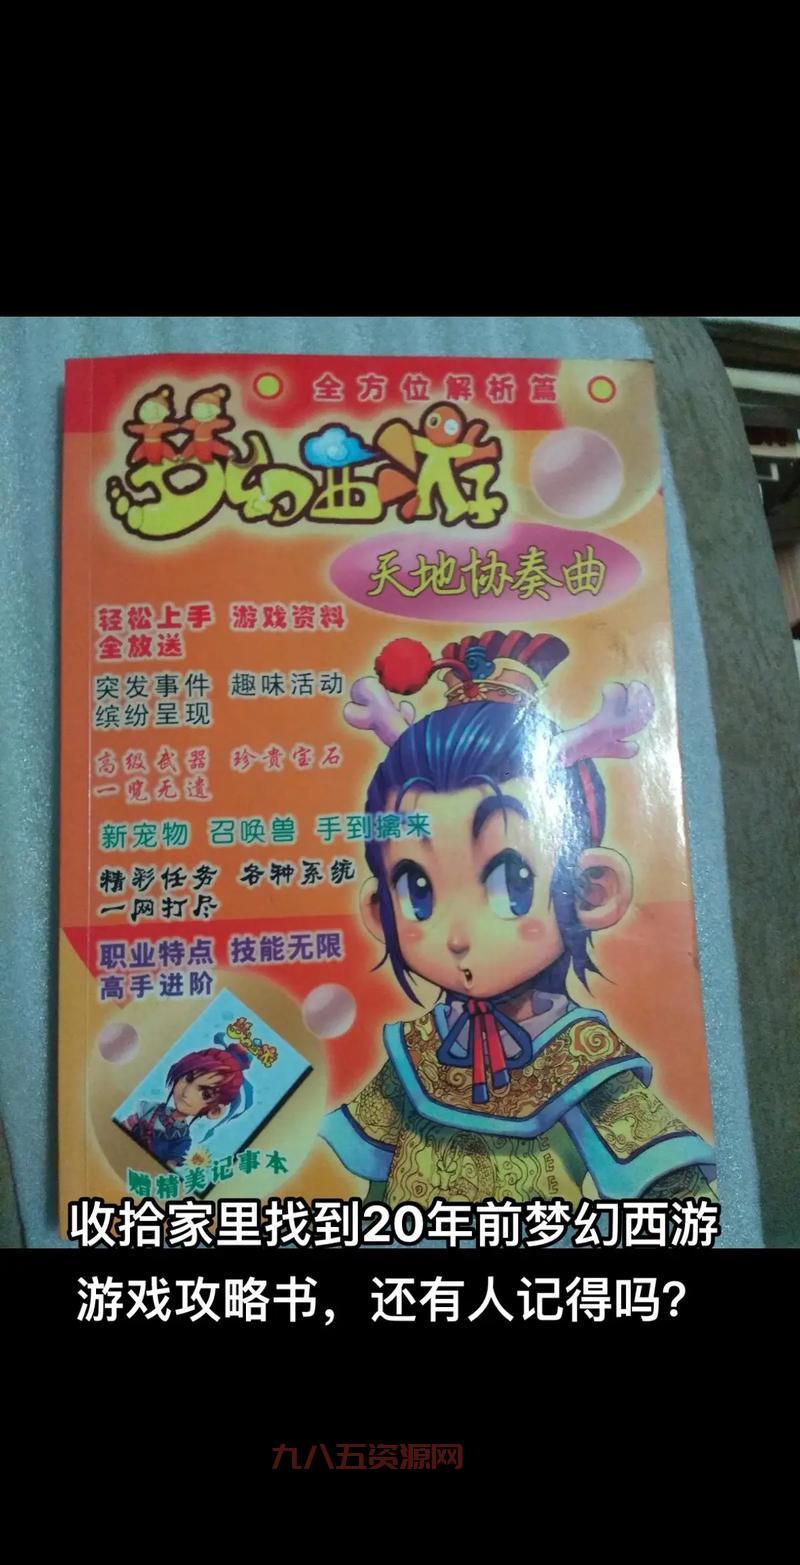 全方位解析篇
梦幻西游
天地协奏曲
轻松上手 游戏资料
全放送
突发事件 趣味活动
缤纷呈现
高级武器 珍贵宝石
一览无遗
新宠物 召唤兽 手到擒来
精彩任务 各种系统
一网打尽
职业特点 技能无限
高手进阶
梦幻西游
赠精美记事本
收拾家里找到20年前梦幻西游
游戏攻略书，还有人记得吗？
九八五资源网